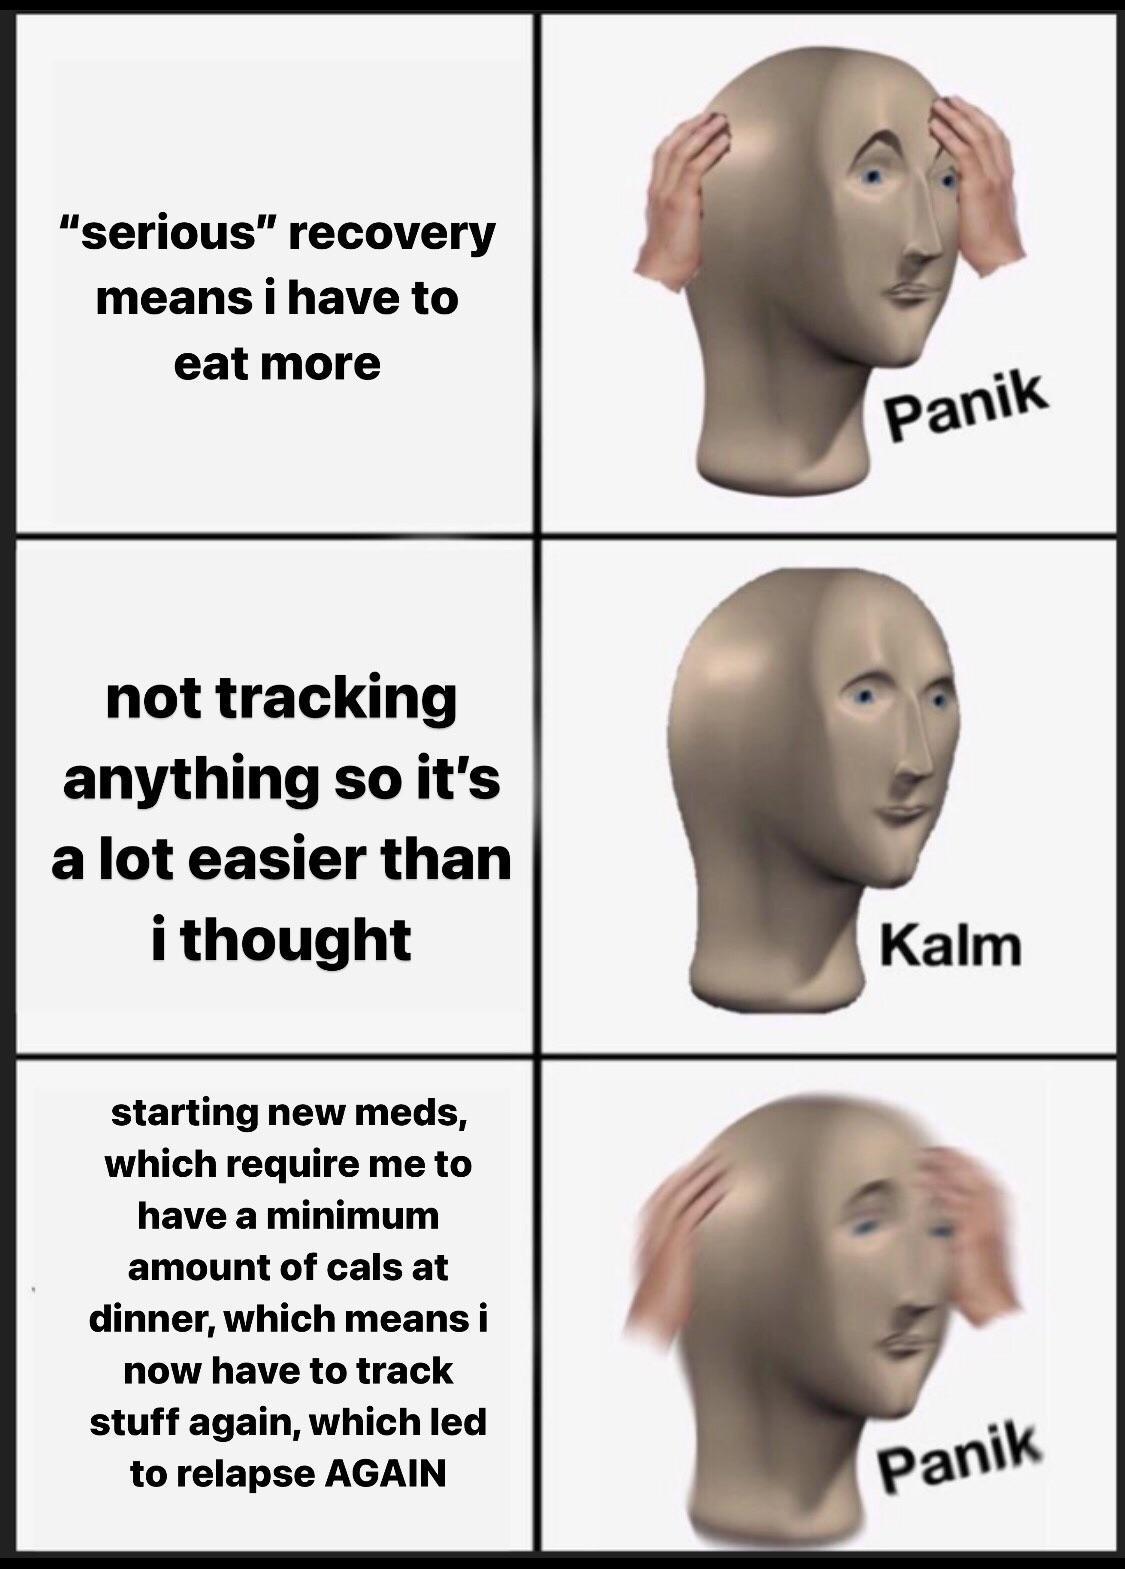 “serious” recovery
means i have to
eat more
Panik
not tracking
anything so it’s
a lot easier than
i thought
Kalm
starting new meds,
which require me to
have a minimum
amount of cals at
dinner, which means i
now have to track
stuff again, which led
to relapse AGAIN
Panik